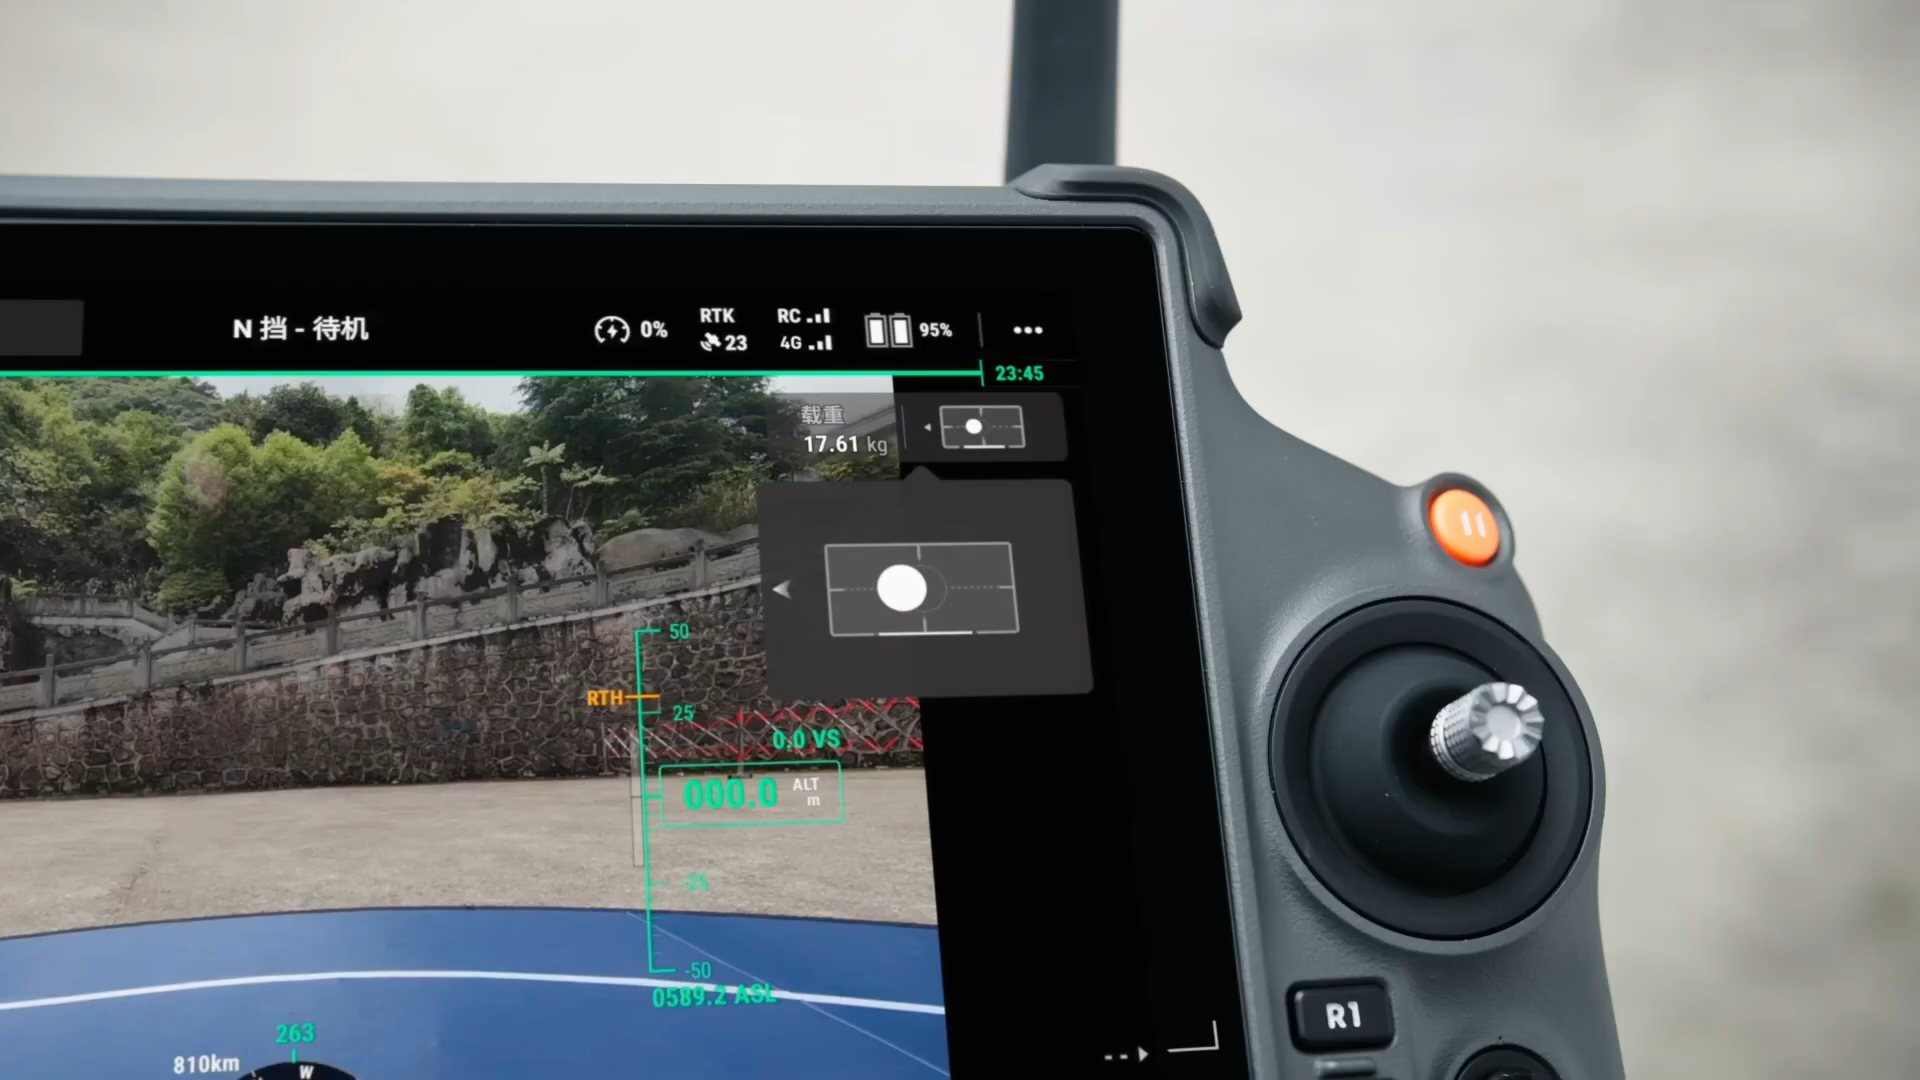 N 挡 - 待机
0%
RTK
23
RC
4G
95%
23:45
载重
17.61 kg
50
RTH
25
0.0 VS
000.0 ALT
m
-25
-50
0589.2 ASL
263
810km
W
R1